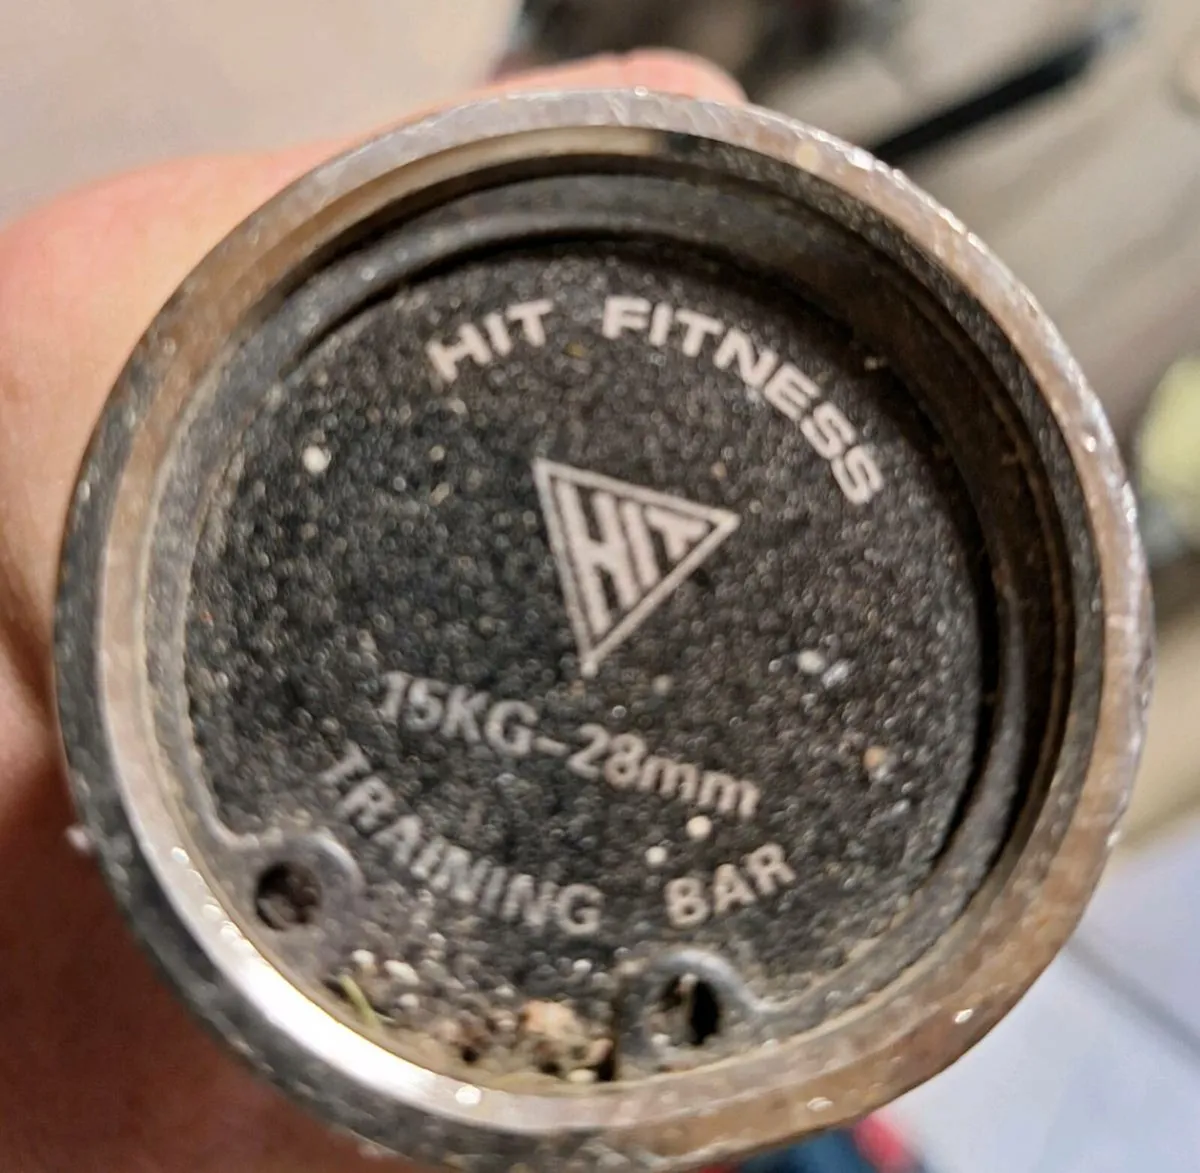 HIT FITNESS
HIT
15KG-28mm
TRAINING BAR